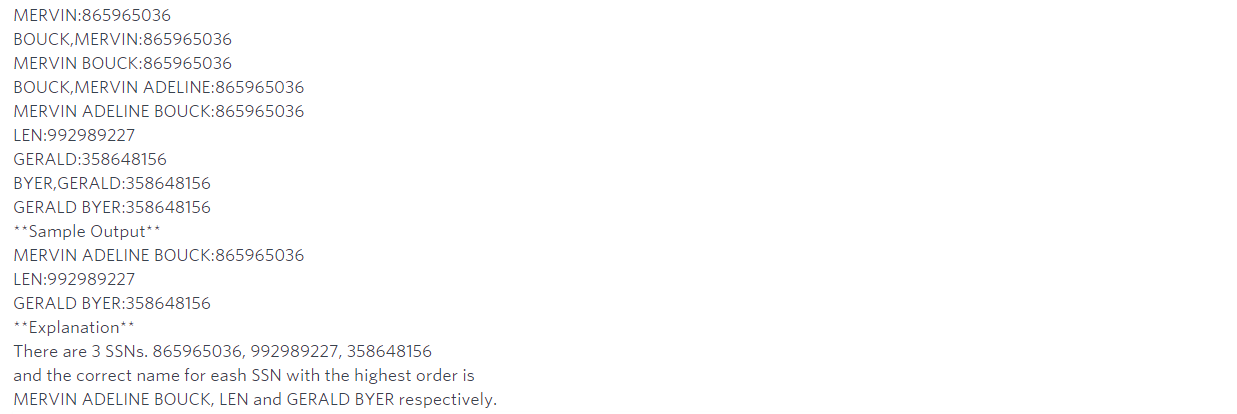 MERVIN:865965036
BOUCK,MERVIN:865965036
MERVIN BOUCK:865965036
BOUCK,MERVIN ADELINE:865965036
MERVIN ADELINE BOUCK:865965036
LEN:992989227
GERALD:358648156
BYER,GERALD:358648156
GERALD BYER:358648156
**Sample Output**
MERVIN ADELINE BOUCK:865965036
LEN:992989227
GERALD BYER:358648156
**Explanation**
There are 3 SSNs. 865965036, 992989227, 358648156
and the correct name for eash SSN with the highest order is
MERVIN ADELINE BOUCK, LEN and GERALD BYER respectively.